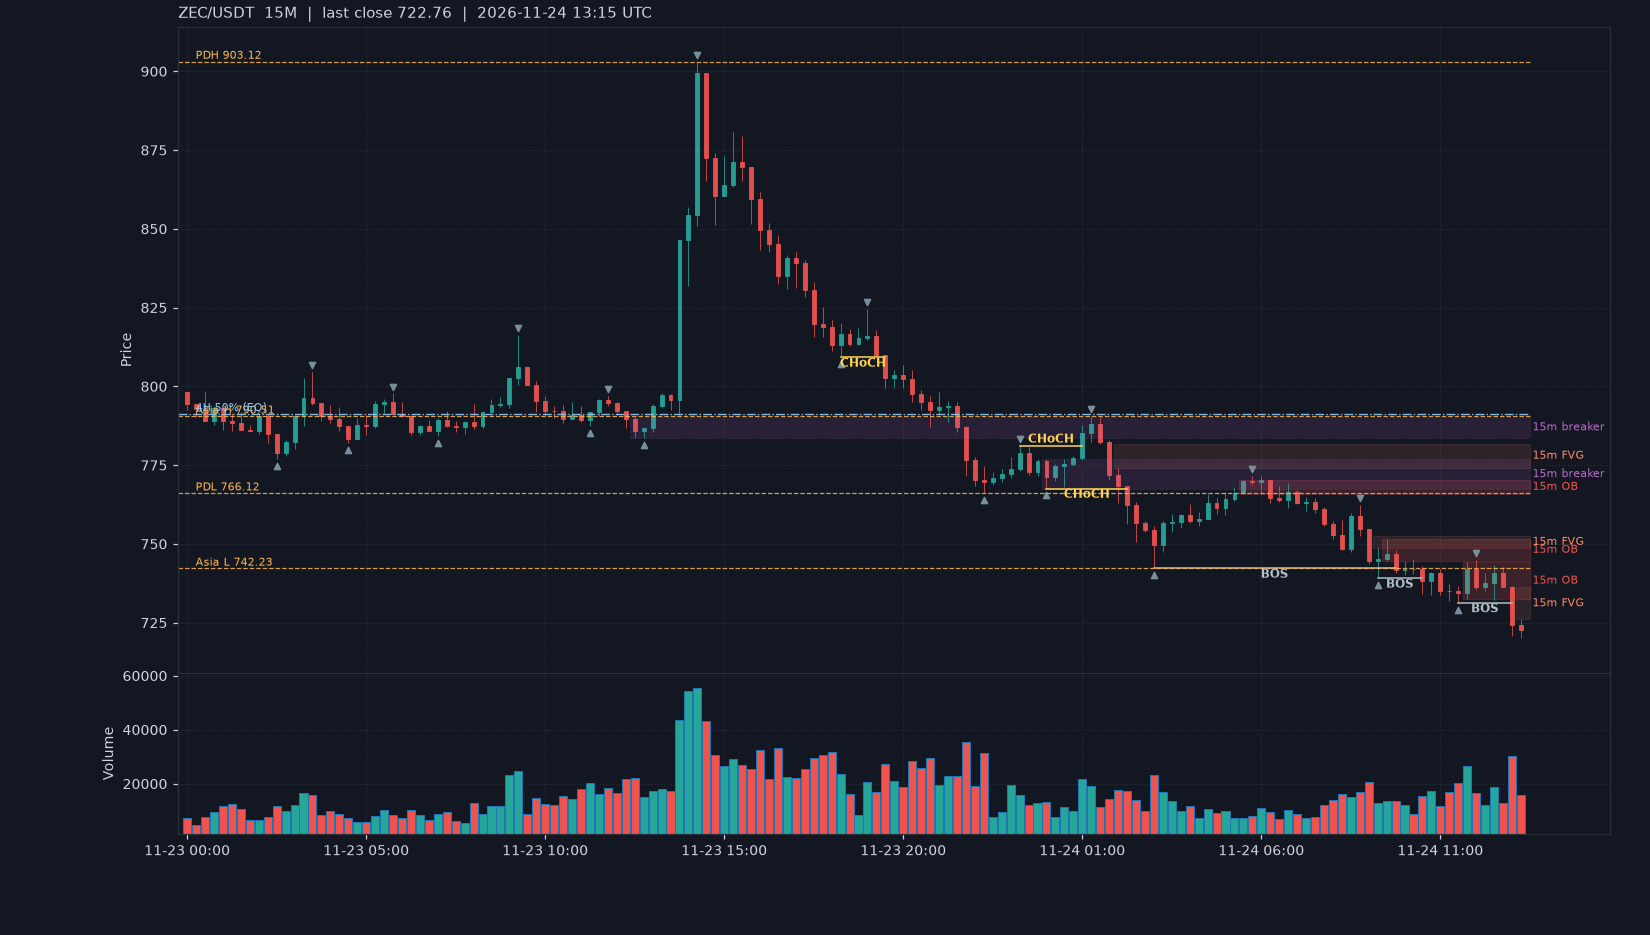 ZEC/USDT 15M | last close 722.76 | 2026-11-24 13:15 UTC
PDH 903.12
900
875
850
825
CHoCH
800
4H 50% (EQ)
775
15m breaker
CHoCH
15m FVG
15m breaker
15m OB
PDL 766.12
CHoCH
750
15m FVG
15m OB
Asia L 742.23
BOS
BOS
15m OB
15m FVG
BOS
725
Price
60000
40000
20000
Volume
11-23 00:00
11-23 05:00
11-23 10:00
11-23 15:00
11-23 20:00
11-24 01:00
11-24 06:00
11-24 11:00